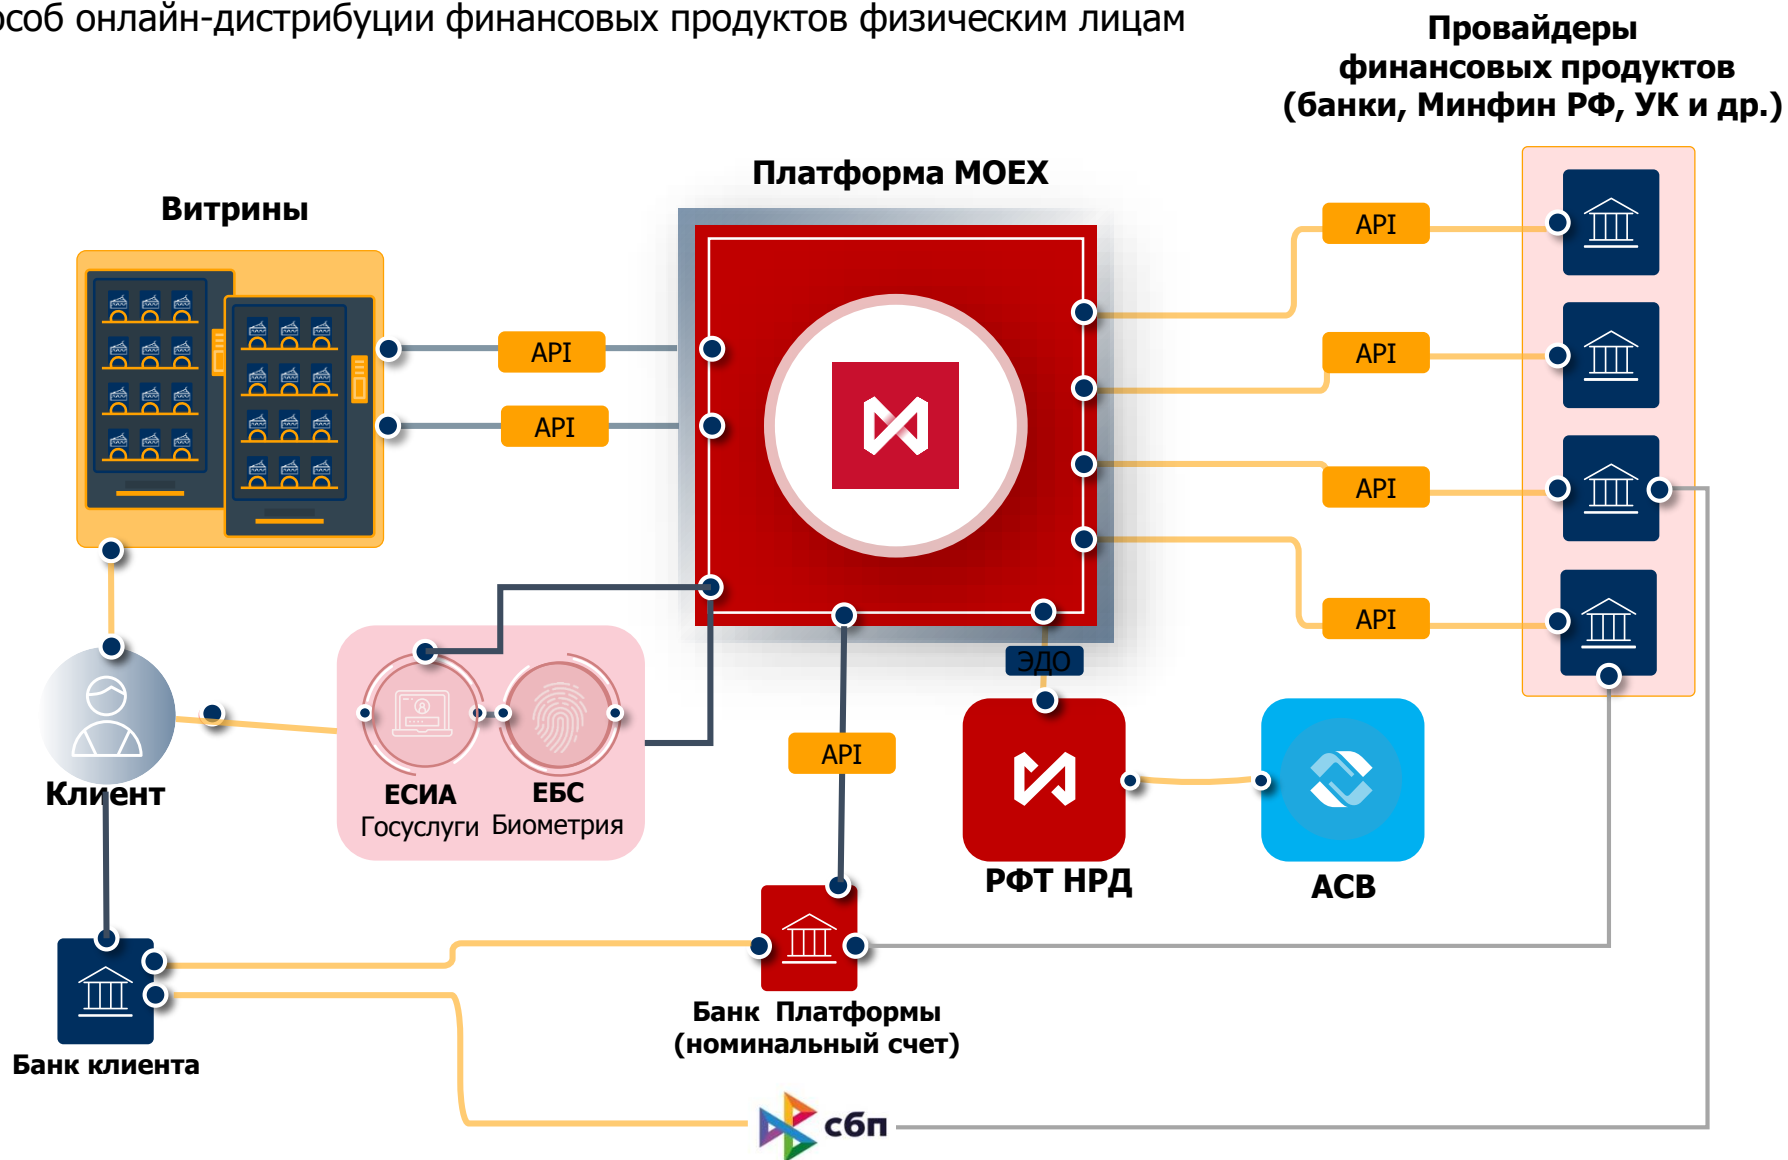 особ онлайн-дистрибуции финансовых продуктов физическим лицам
Провайдеры
финансовых продуктов
(банки, Минфин РФ, УК и др.)
Платформа MOEX
Витрины
API
API
API
API
API
API
ЭДО
API
Клиент
ЕСИА
Госуслуги
ЕБС
Биометрия
РФТ НРД
АСВ
Банк Платформы
(номинальный счет)
Банк клиента
сбп